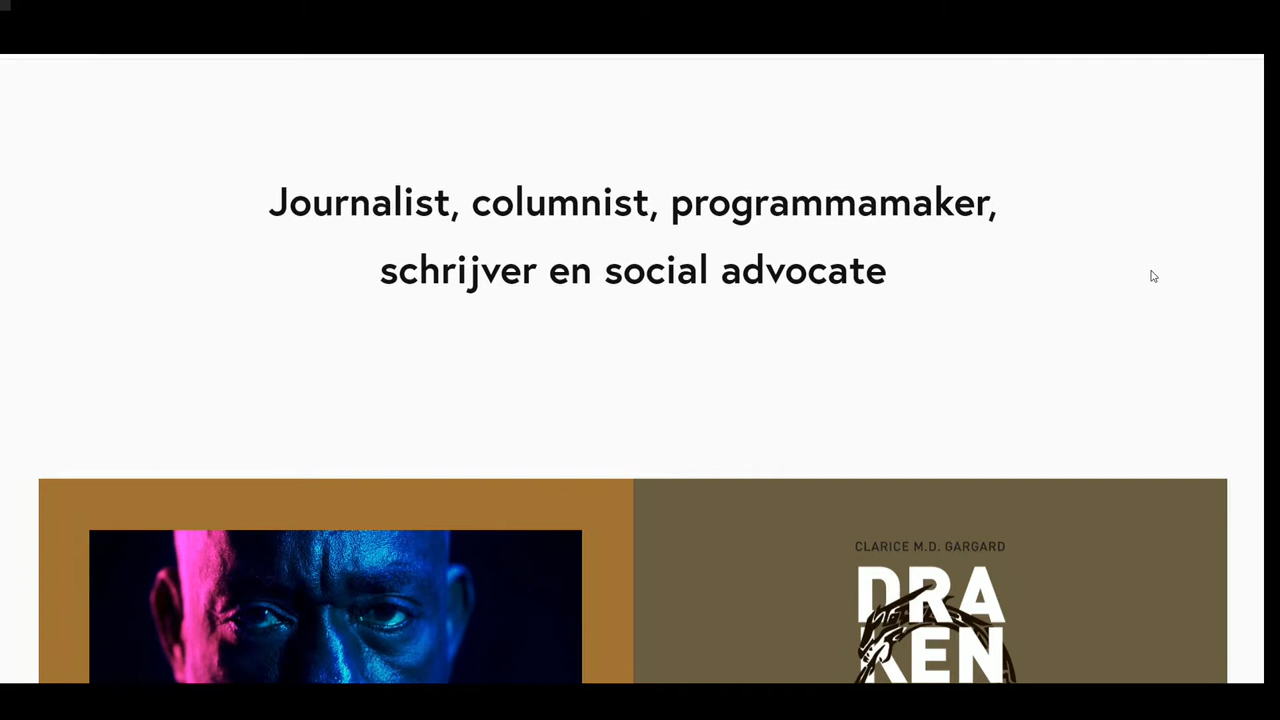 Journalist, columnist, programmamaker,
schrijver en social advocate
CLARICE M.D. GARGARD
DRA
KEN